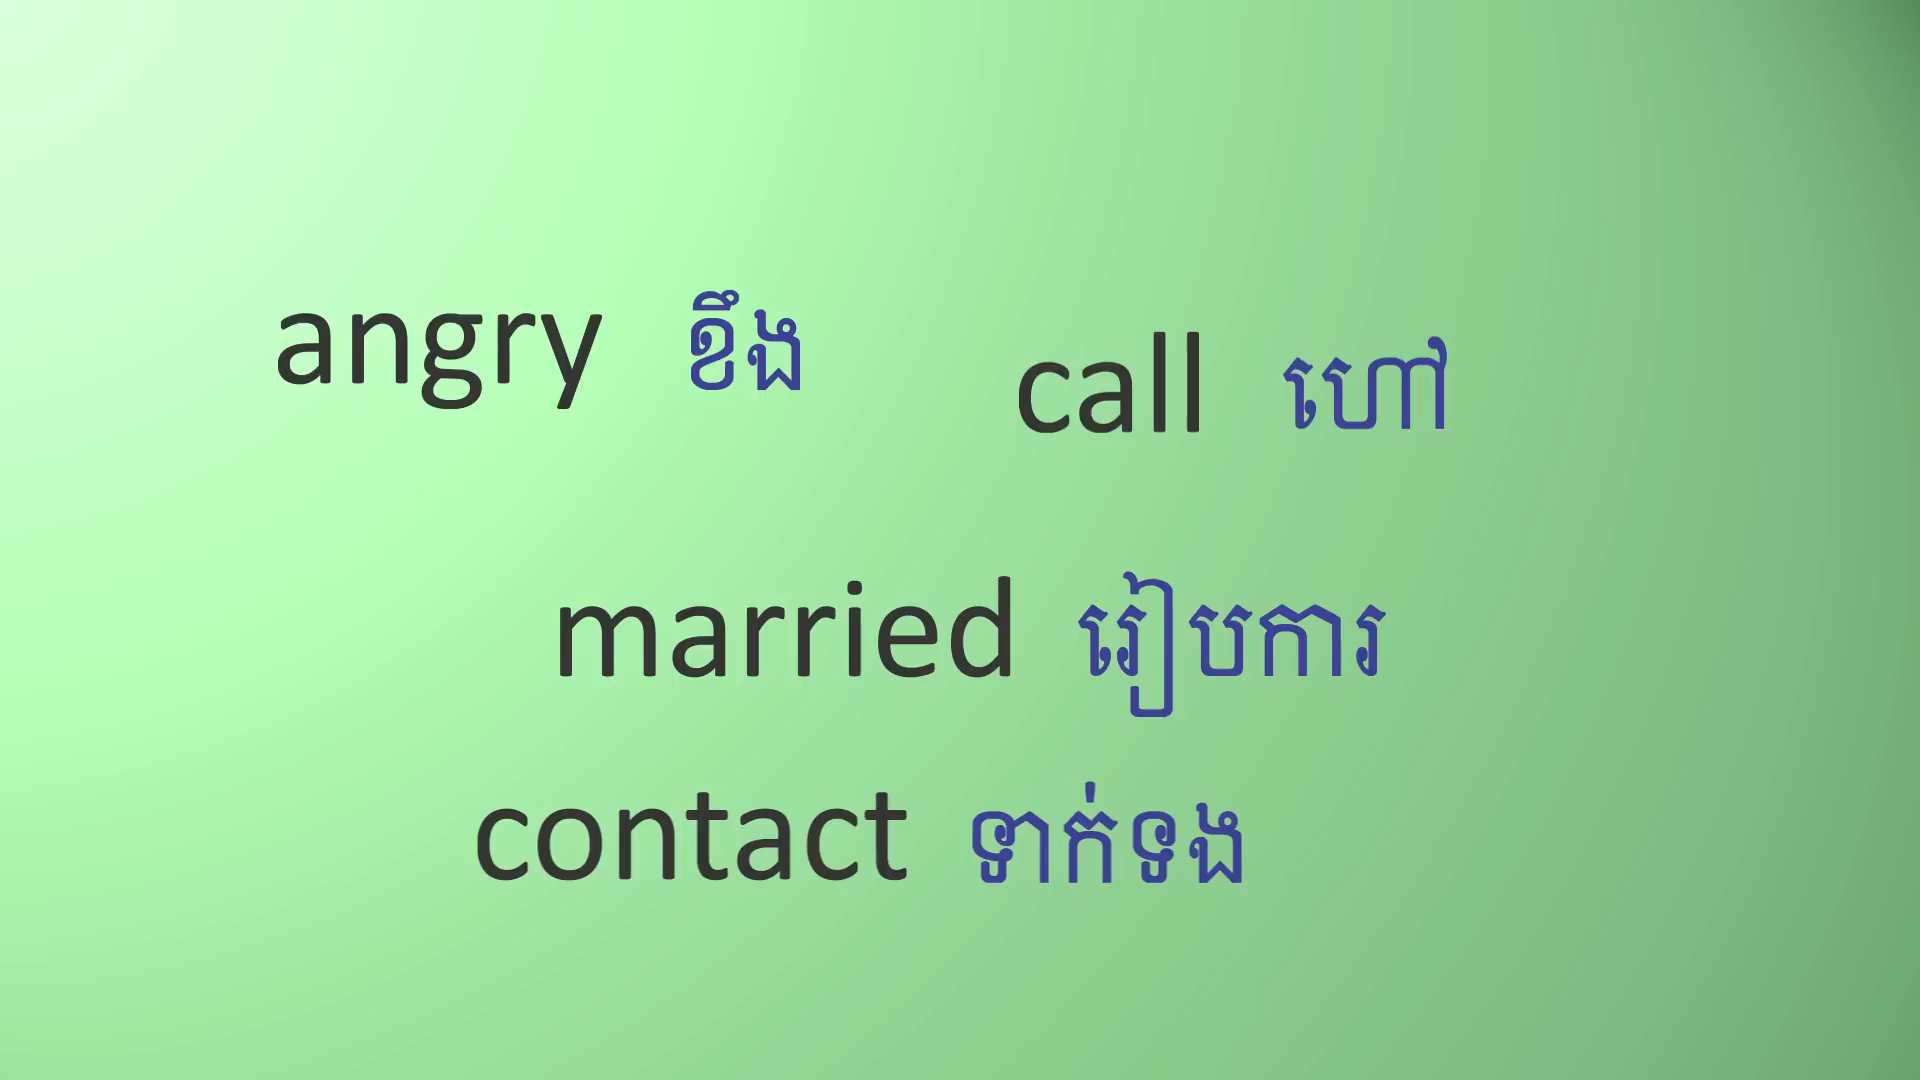 angry ខឹង
call ហៅ
married រៀបការ
contact ទាក់ទង